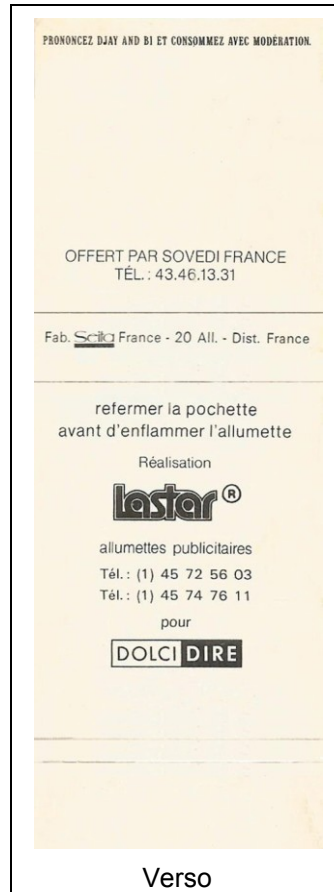 PRONONCEZ DJAY AND BI ET CONSOMMEZ AVEC MODÉRATION.
OFFERT PAR SOVEDI FRANCE
TÉL. : 43.46.13.31
Fab. Seita France - 20 All. - Dist. France
refermer la pochette
avant d'enflammer l'allumette
Réalisation
lastar ®
allumettes publicitaires
Tél. : (1) 45 72 56 03
Tél. : (1) 45 74 76 11
pour
DOLCI DIRE
Verso